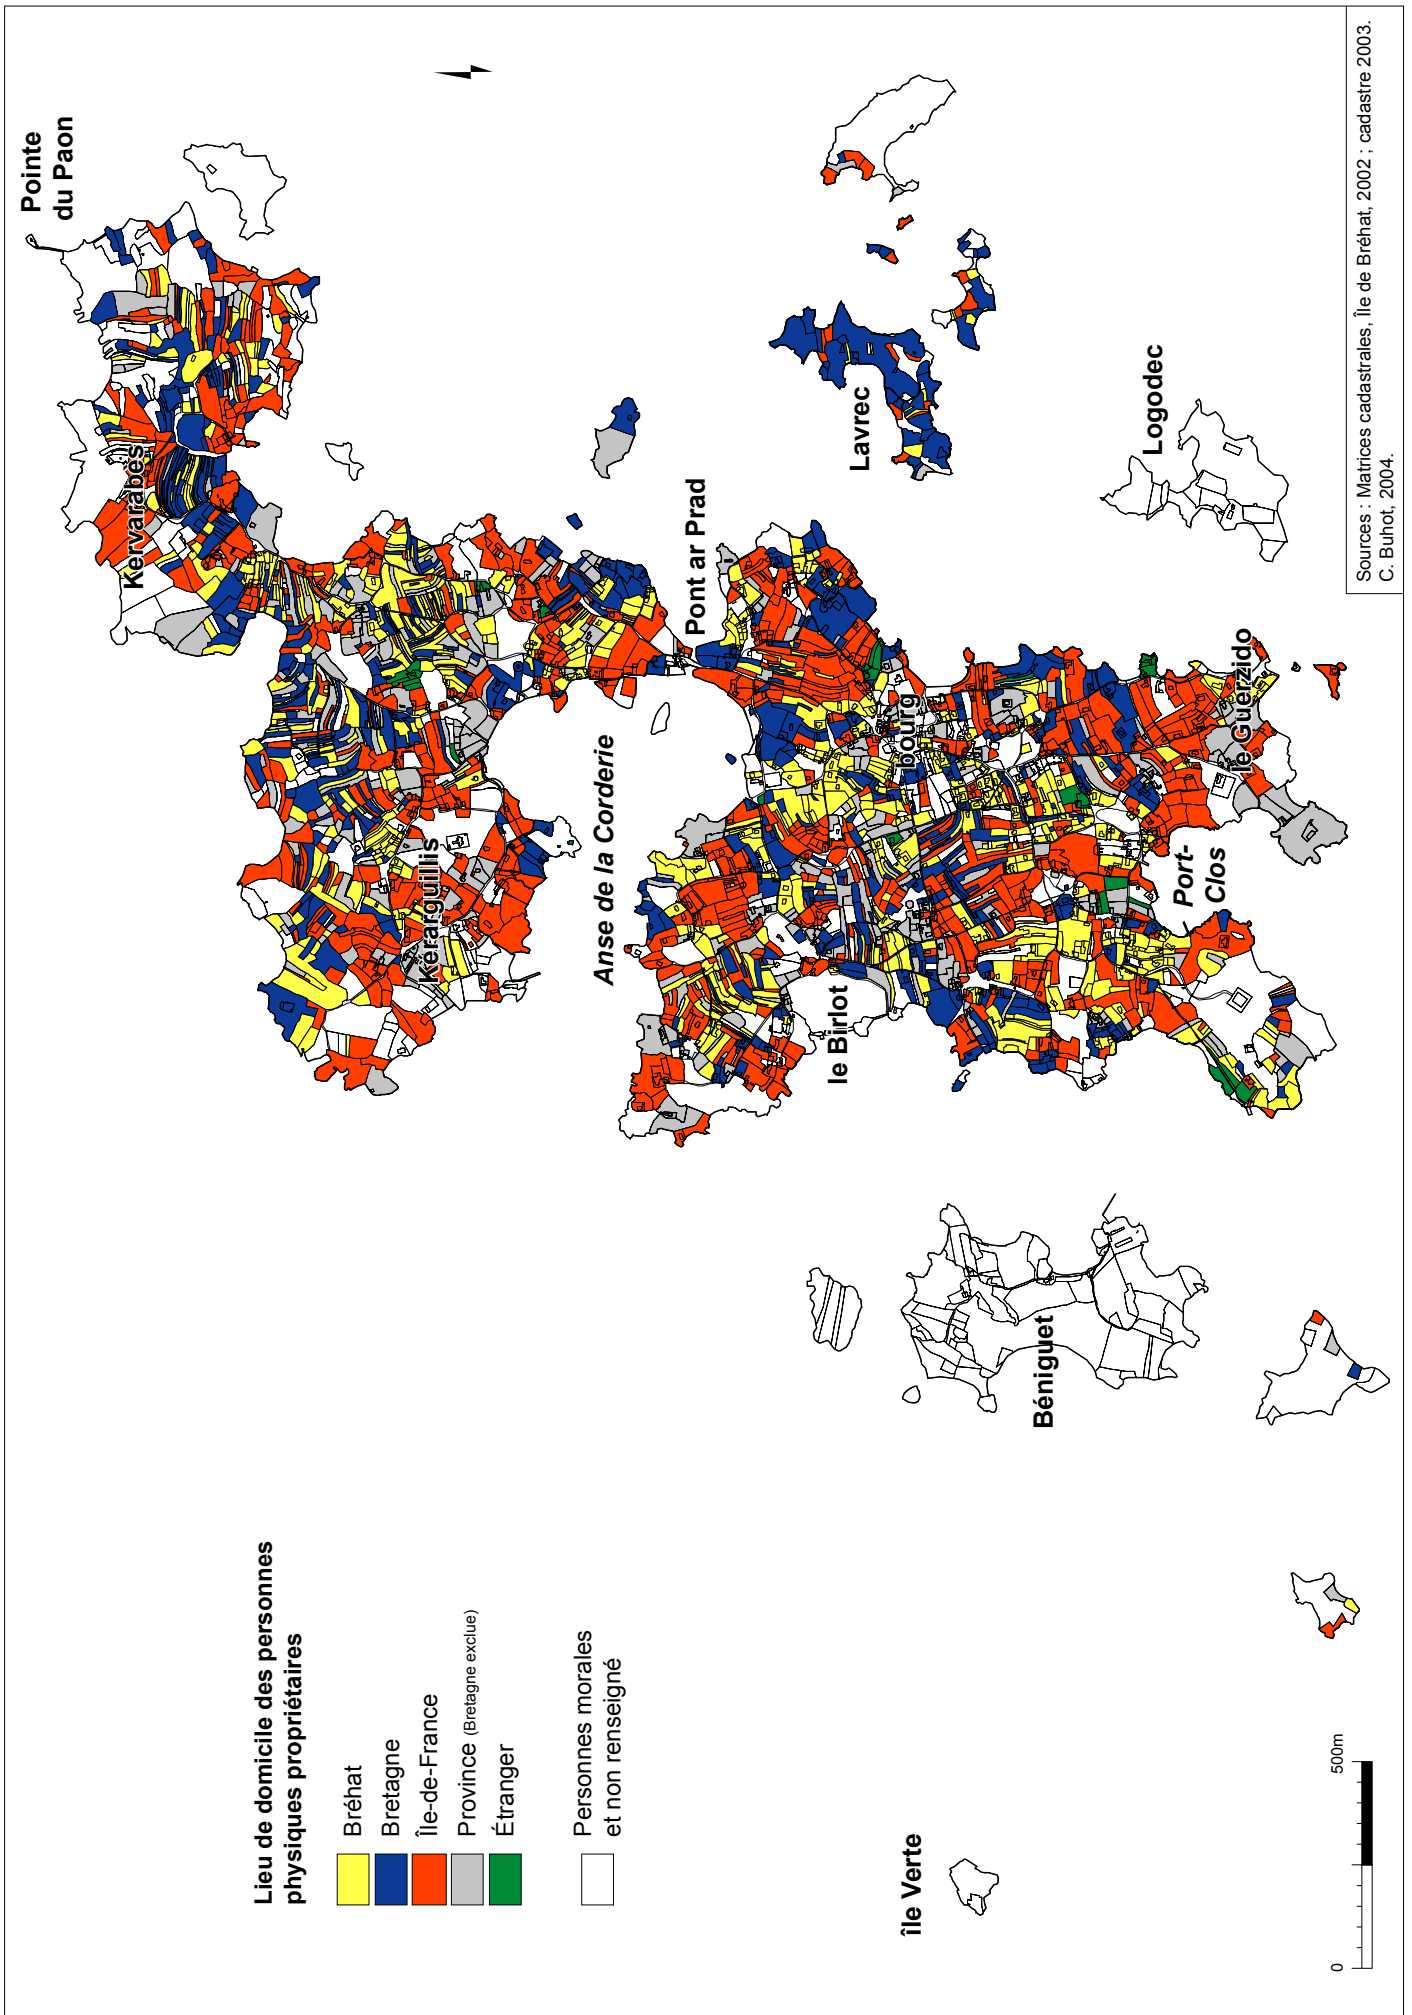 Pointe
du Paon
Kervarabès
Pont ar Prad
Lavrec
Logodec
Kerarguillis
Anse de la Corderie
bourg
le Guerzido
Port-
Clos
le Birlot
Béniguet
île Verte
Lieu de domicile des personnes
physiques propriétaires
Bréhat
Bretagne
Île-de-France
Province (Bretagne exclue)
Étranger
Personnes morales
et non renseigné
0 500m
Sources : Matrices cadastrales, Île de Bréhat, 2002 ; cadastre 2003.
C. Buhot, 2004.